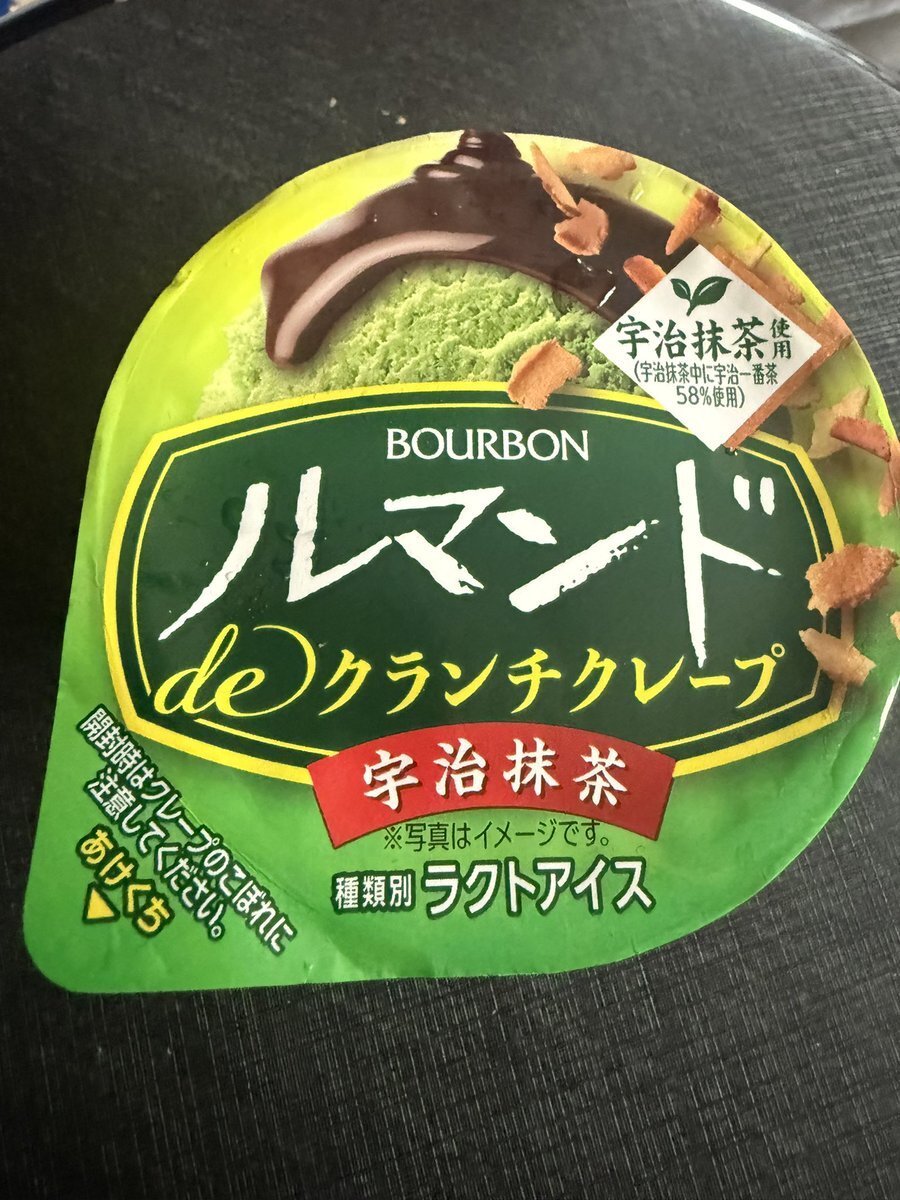 宇治抹茶使用
(宇治抹茶中に宇治一番茶
58%使用)
BOURBON
ルマンド
de クランチクレープ
宇治抹茶
※写真はイメージです。
種類別 ラクトアイス
開封時はクレープのこぼれに
注意してください。
あけくち